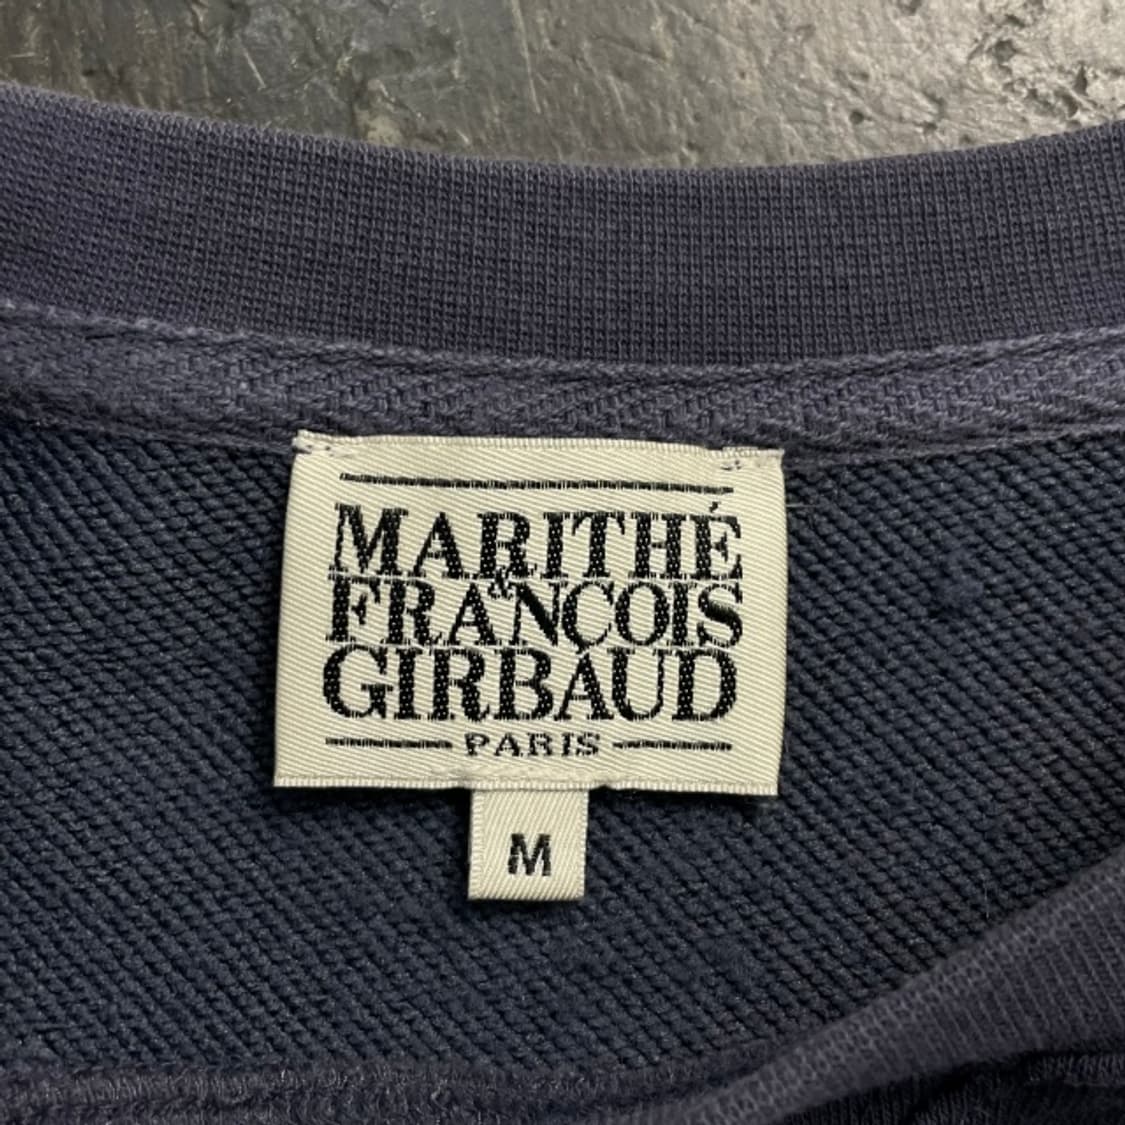 MARITHÉ
&
FRANÇOIS
GIRBAUD
PARIS
M